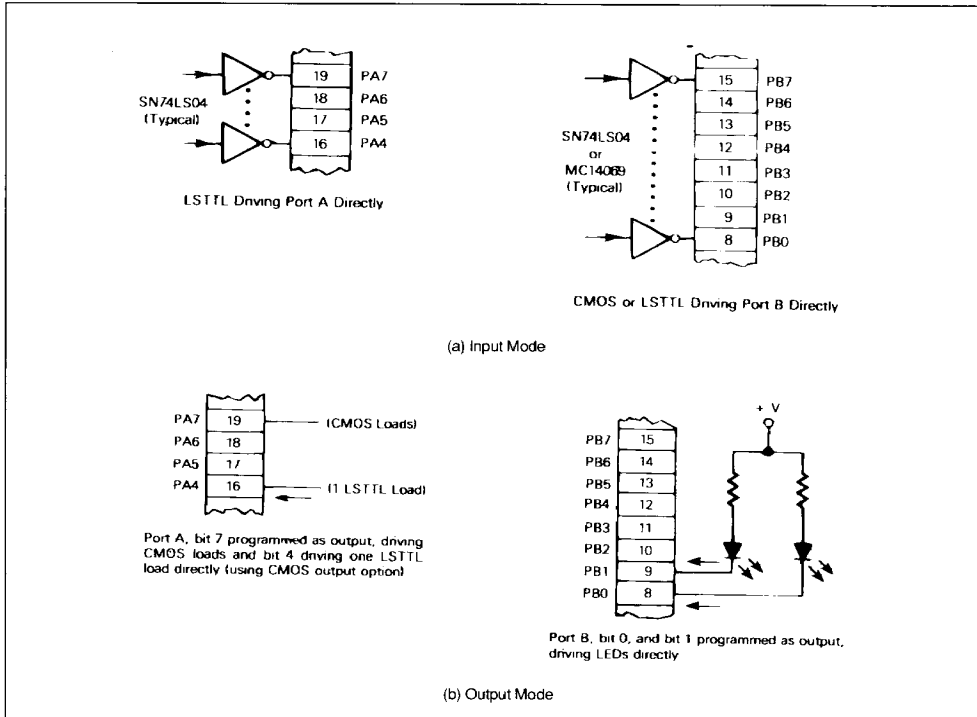 19 PA7
18 PA6
17 PA5
16 PA4
SN74LS04
(Typical)
LSTTL Driving Port A Directly
15 PB7
14 PB6
13 PB5
12 PB4
11 PB3
10 PB2
9 PB1
8 PB0
SN74LS04
or
MC14069
(Typical)
CMOS or LSTTL Driving Port B Directly
(a) Input Mode
PA7 19 (CMOS Loads)
PA6 18
PA5 17
PA4 16 (1 LSTTL Load)
Port A, bit 7 programmed as output, driving
CMOS loads and bit 4 driving one LSTTL
load directly (using CMOS output option)
+ V
PB7 15
PB6 14
PB5 13
PB4 12
PB3 11
PB2 10
PB1 9
PB0 8
Port B, bit 0, and bit 1 programmed as output,
driving LEDs directly
(b) Output Mode